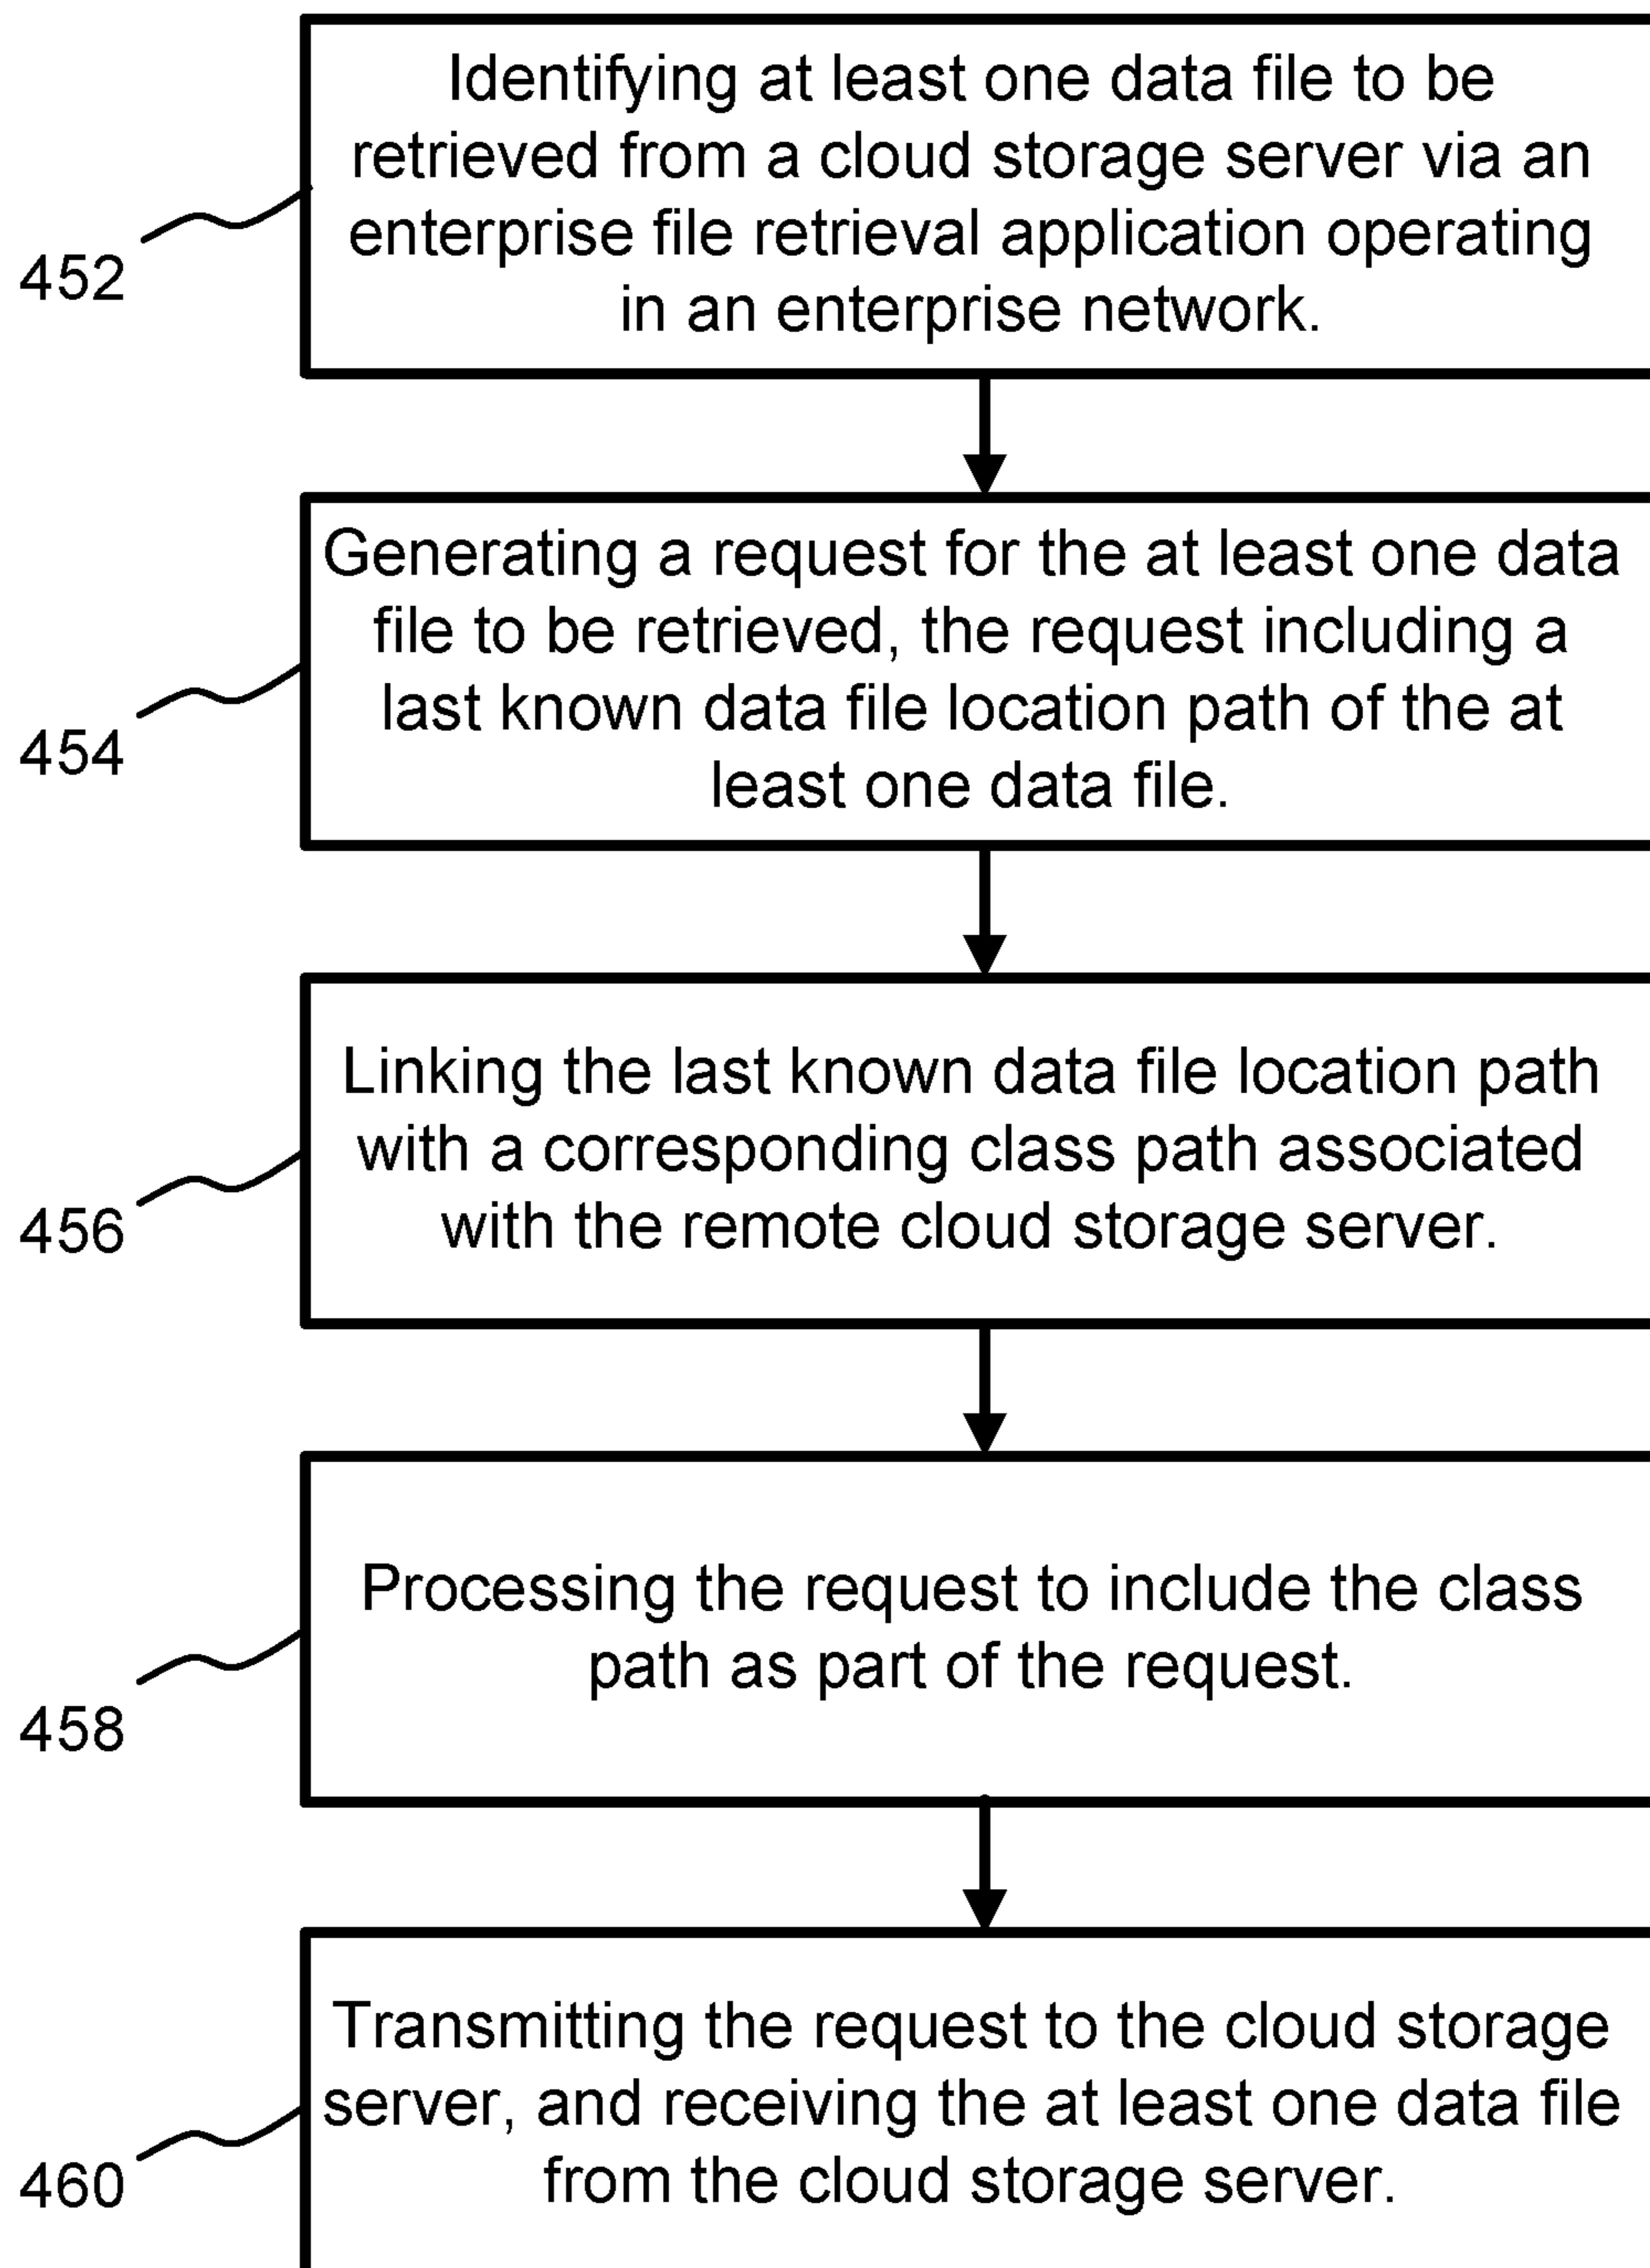 Identifying at least one data file to be
retrieved from a cloud storage server via an
enterprise file retrieval application operating
in an enterprise network.
452
Generating a request for the at least one data
file to be retrieved, the request including a
last known data file location path of the at
least one data file.
454
Linking the last known data file location path
with a corresponding class path associated
with the remote cloud storage server.
456
Processing the request to include the class
path as part of the request.
458
Transmitting the request to the cloud storage
server, and receiving the at least one data file
from the cloud storage server.
460